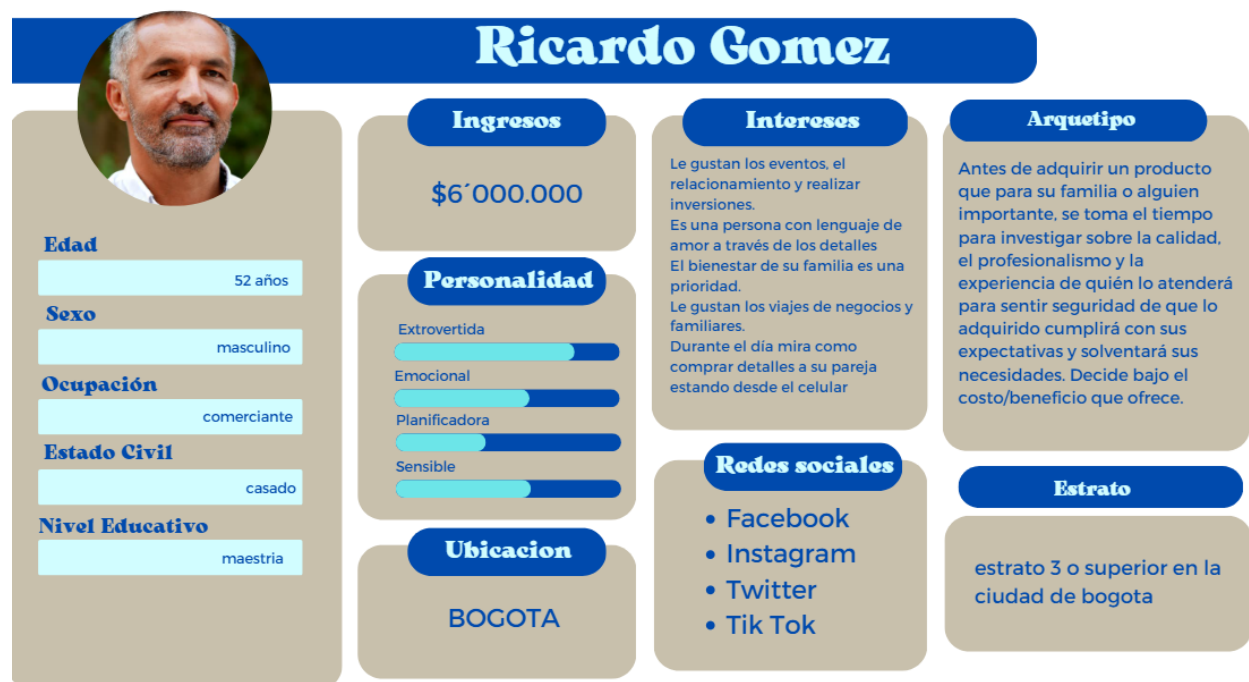 Ricardo Gomez
Edad
52 años
Sexo
masculino
Ocupación
comerciante
Estado Civil
casado
Nivel Educativo
maestria
Ingresos
$6´000.000
Personalidad
Extrovertida
Emocional
Planificadora
Sensible
Ubicacion
BOGOTA
Intereses
Le gustan los eventos, el
relacionamiento y realizar
inversiones.
Es una persona con lenguaje de
amor a través de los detalles
El bienestar de su familia es una
prioridad.
Le gustan los viajes de negocios y
familiares.
Durante el día mira como
comprar detalles a su pareja
estando desde el celular
Redes sociales
• Facebook
• Instagram
• Twitter
• Tik Tok
Arquetipo
Antes de adquirir un producto
que para su familia o alguien
importante, se toma el tiempo
para investigar sobre la calidad,
el profesionalismo y la
experiencia de quién lo atenderá
para sentir seguridad de que lo
adquirido cumplirá con sus
expectativas y solventará sus
necesidades. Decide bajo el
costo/beneficio que ofrece.
Estrato
estrato 3 o superior en la
ciudad de bogota